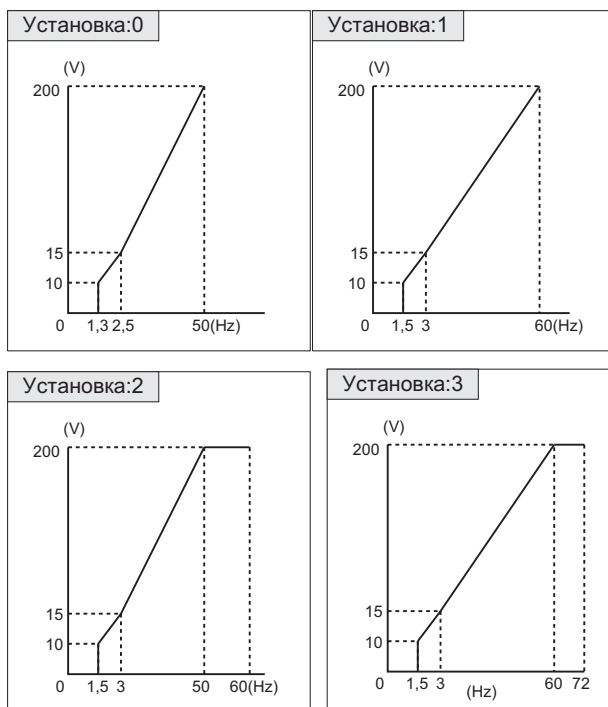 Установка:0
(V)
200
15
10
0 1,3 2,5 50(Hz)
Установка:1
(V)
200
15
10
0 1,5 3 60(Hz)
Установка:2
(V)
200
15
10
0 1,5 3 50 60(Hz)
Установка:3
(V)
200
15
10
0 1,5 3 (Hz) 60 72